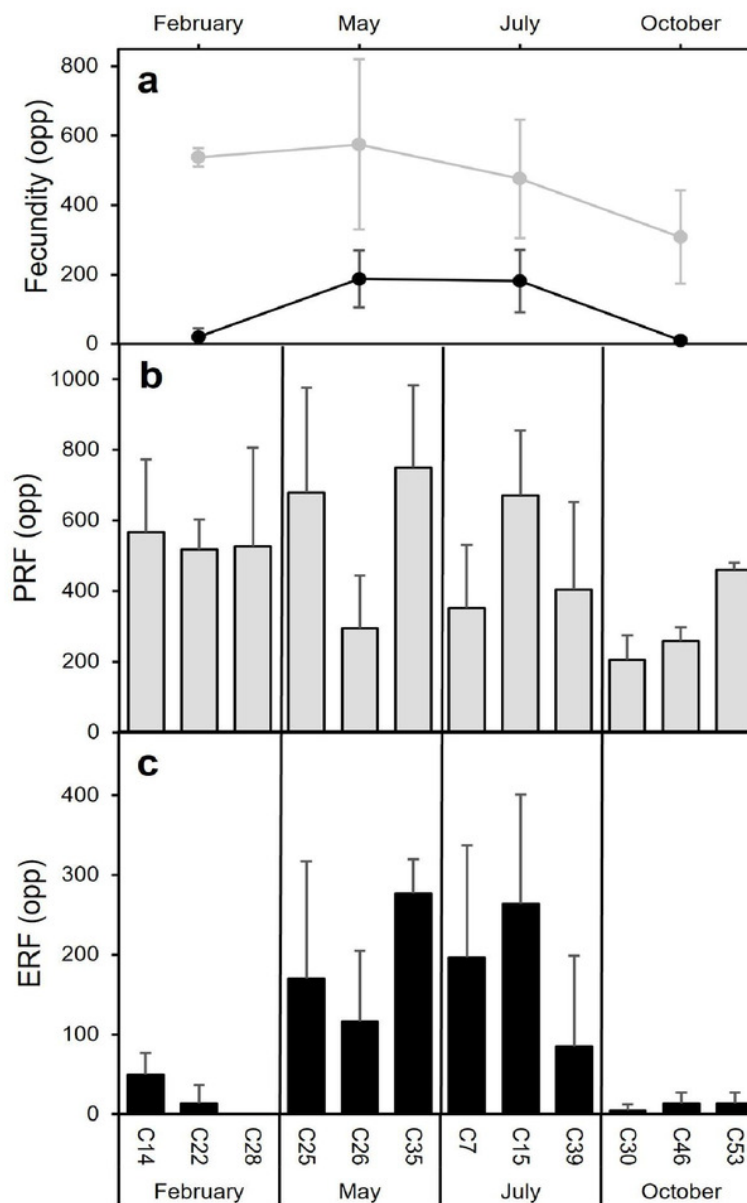 February May July October
a
Fecundity (opp)
800
600
400
200
0
b
PRF (opp)
1000
800
600
400
200
0
c
ERF (opp)
400
300
200
100
0
C14 C22 C28 C25 C26 C35 C7 C15 C39 C30 C46 C53
February May July October